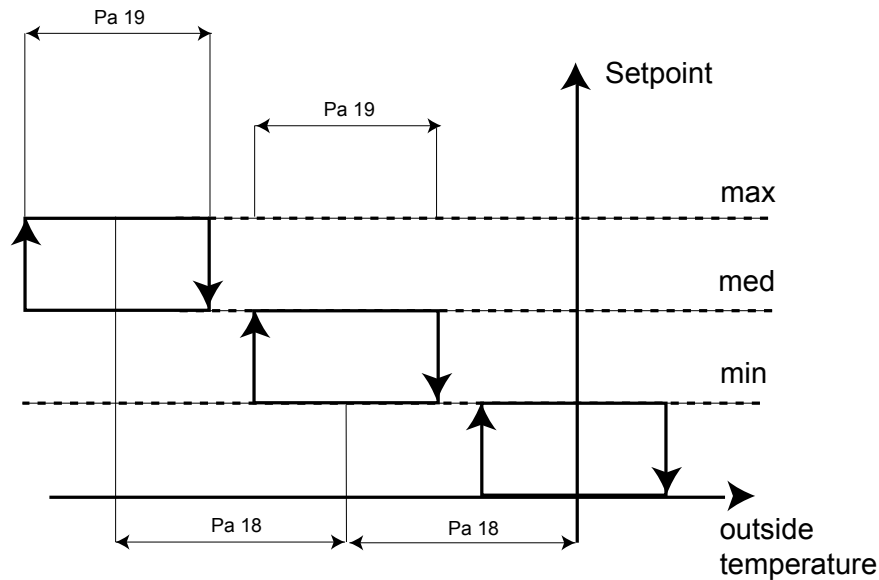 Pa 19
Setpoint
Pa 19
max
med
min
Pa 18
Pa 18
outside
temperature